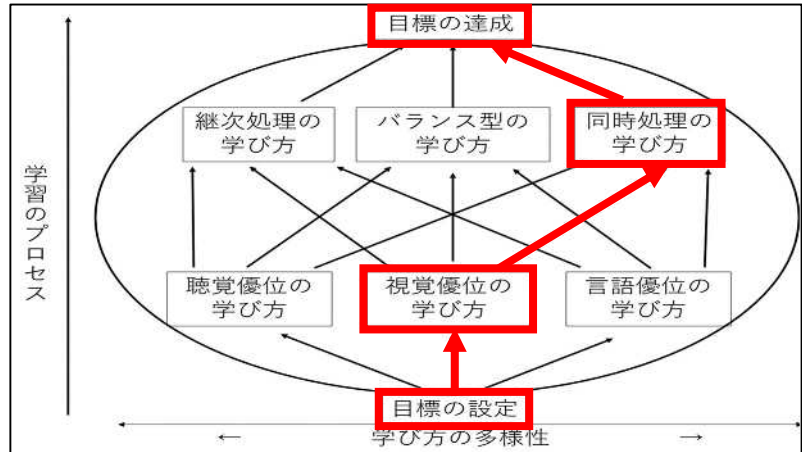 目標の達成
継次処理の
学び方
バランス型の
学び方
同時処理の
学び方
学習のプロセス
聴覚優位の
学び方
視覚優位の
学び方
言語優位の
学び方
目標の設定
← 学び方の多様性 →